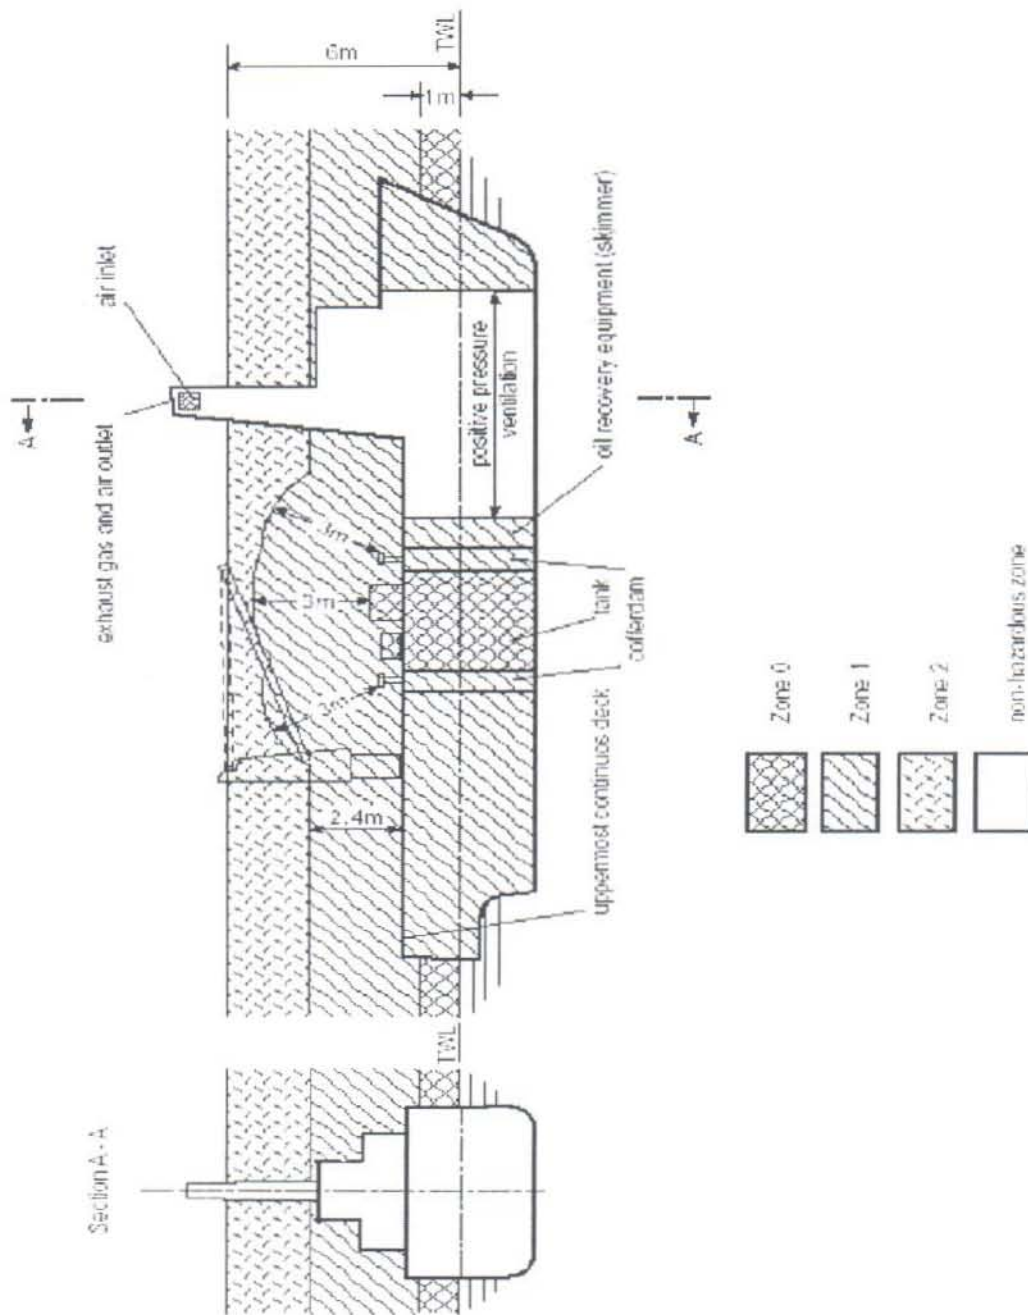 Section A - A
TWL
exhaust gas and air outlet
air inlet
A
6m
TWL
1m
3m
3m
3m
2.4m
positive pressure
ventilation
uppermost continuos deck
cofferdam
tank
oil recovery equipment (skimmer)
A
Zone 0
Zone 1
Zone 2
non-hazardous zone